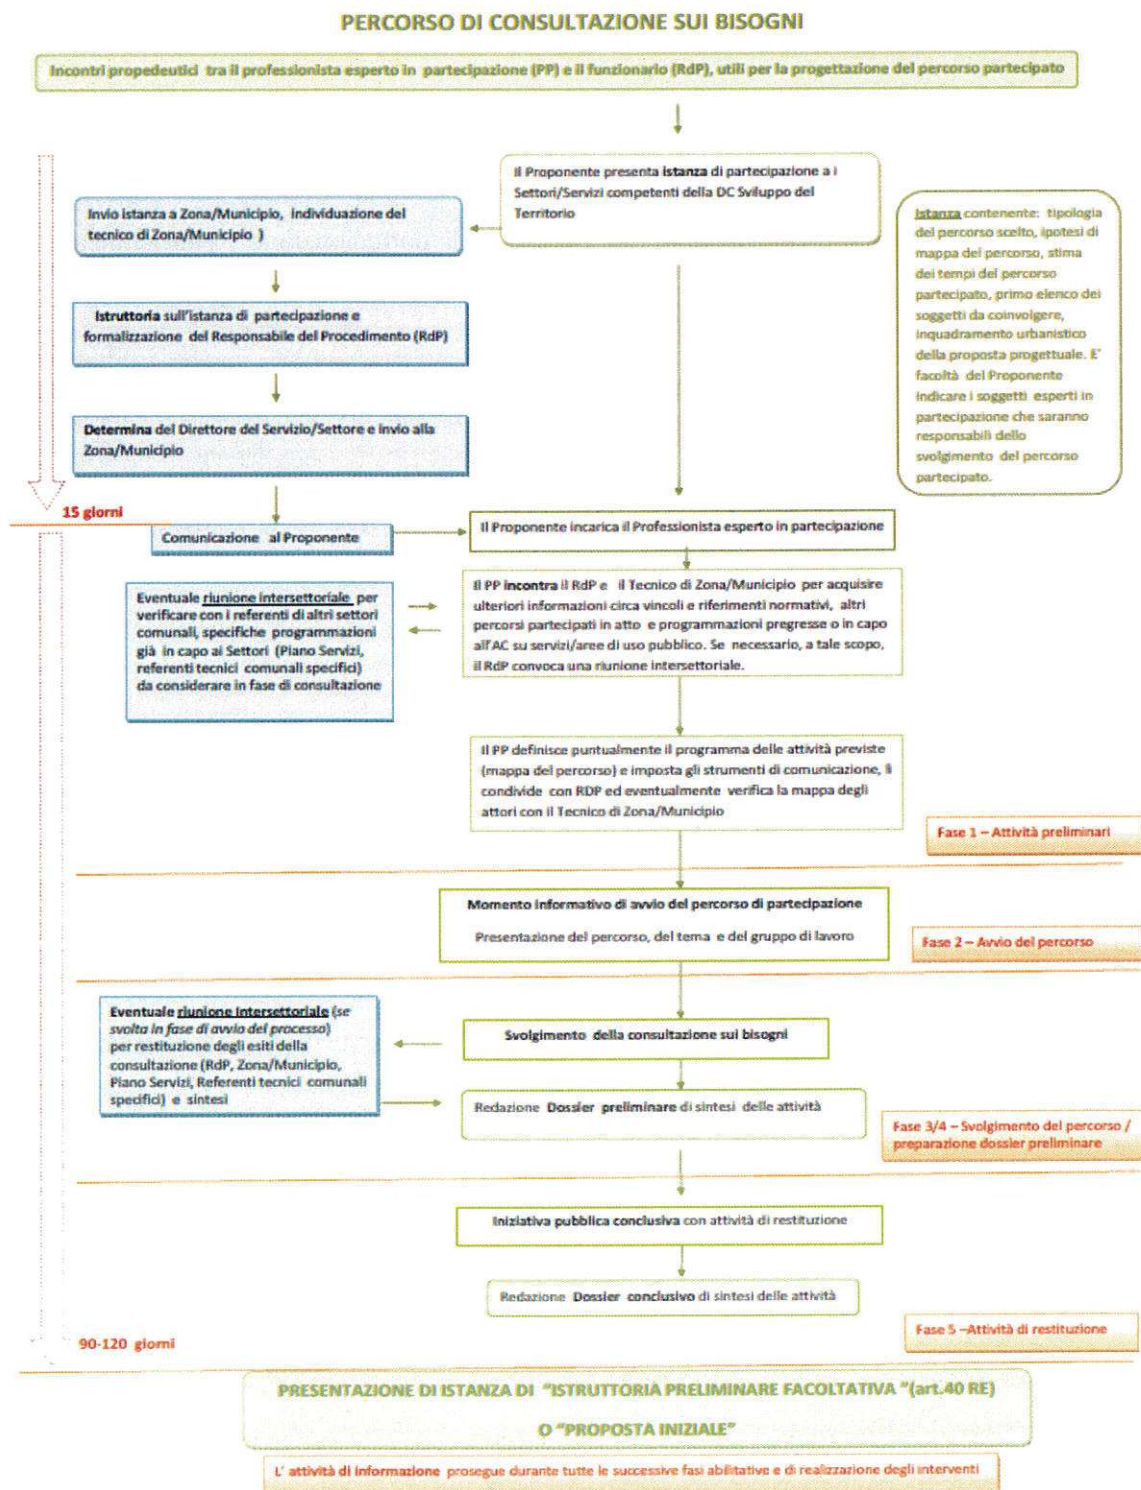 PERCORSO DI CONSULTAZIONE SUI BISOGNI
Incontri propedeutici tra il professionista esperto in partecipazione (PP) e il funzionario (RdP), utili per la progettazione del percorso partecipato
Il Proponente presenta istanza di partecipazione a i
Settori/Servizi competenti della DC Sviluppo del
Territorio
Invio istanza a Zona/Municipio, individuazione del
tecnico di Zona/Municipio )
Istanza contenente: tipologia
del percorso scelto, ipotesi di
mappa del percorso, stima
dei tempi del percorso
partecipato, primo elenco dei
soggetti da coinvolgere,
inquadramento urbanistico
della proposta progettuale. E'
facoltà del Proponente
indicare i soggetti esperti in
partecipazione che saranno
responsabili dello
svolgimento del percorso
partecipato.
Istruttoria sull'istanza di partecipazione e
formalizzazione del Responsabile del Procedimento (RdP)
Determina del Direttore del Servizio/Settore e invio alla
Zona/Municipio
15 giorni
Comunicazione al Proponente
Il Proponente incarica il Professionista esperto in partecipazione
Eventuale riunione intersettoriale per
verificare con i referenti di altri settori
comunali, specifiche programmazioni
già in capo ai Settori (Piano Servizi,
referenti tecnici comunali specifici)
da considerare in fase di consultazione
Il PP incontra il RdP e il Tecnico di Zona/Municipio per acquisire
ulteriori informazioni circa vincoli e riferimenti normativi, altri
percorsi partecipati in atto e programmazioni pregresse o in capo
all'AC su servizi/aree di uso pubblico. Se necessario, a tale scopo,
il RdP convoca una riunione intersettoriale.
Il PP definisce puntualmente il programma delle attività previste
(mappa del percorso) e imposta gli strumenti di comunicazione, li
condivide con RDP ed eventualmente verifica la mappa degli
attori con il Tecnico di Zona/Municipio
Fase 1 – Attività preliminari
Momento informativo di avvio del percorso di partecipazione
Presentazione del percorso, del tema e del gruppo di lavoro
Fase 2 – Avvio del percorso
Eventuale riunione intersettoriale (se
svolta in fase di avvio del processo)
per restituzione degli esiti della
consultazione (RdP, Zona/Municipio,
Piano Servizi, Referenti tecnici comunali
specifici) e sintesi
Svolgimento della consultazione sui bisogni
Redazione Dossier preliminare di sintesi delle attività
Fase 3/4 – Svolgimento del percorso /
preparazione dossier preliminare
Iniziativa pubblica conclusiva con attività di restituzione
Redazione Dossier conclusivo di sintesi delle attività
Fase 5 –Attività di restituzione
90-120 giorni
PRESENTAZIONE DI ISTANZA DI "ISTRUTTORIA PRELIMINARE FACOLTATIVA "(art.40 RE)
O "PROPOSTA INIZIALE"
L' attività di informazione prosegue durante tutte le successive fasi abilitative e di realizzazione degli interventi